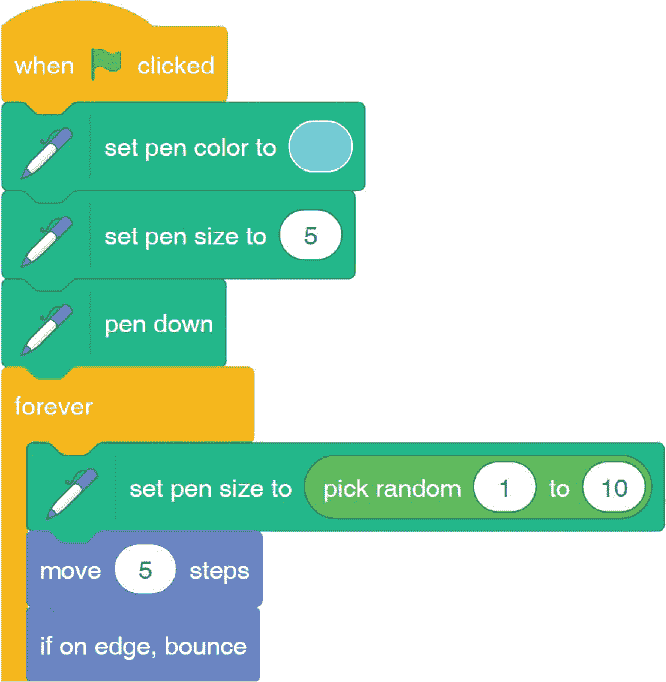 when clicked
set pen color to
set pen size to 5
pen down
forever
set pen size to pick random 1 to 10
move 5 steps
if on edge, bounce